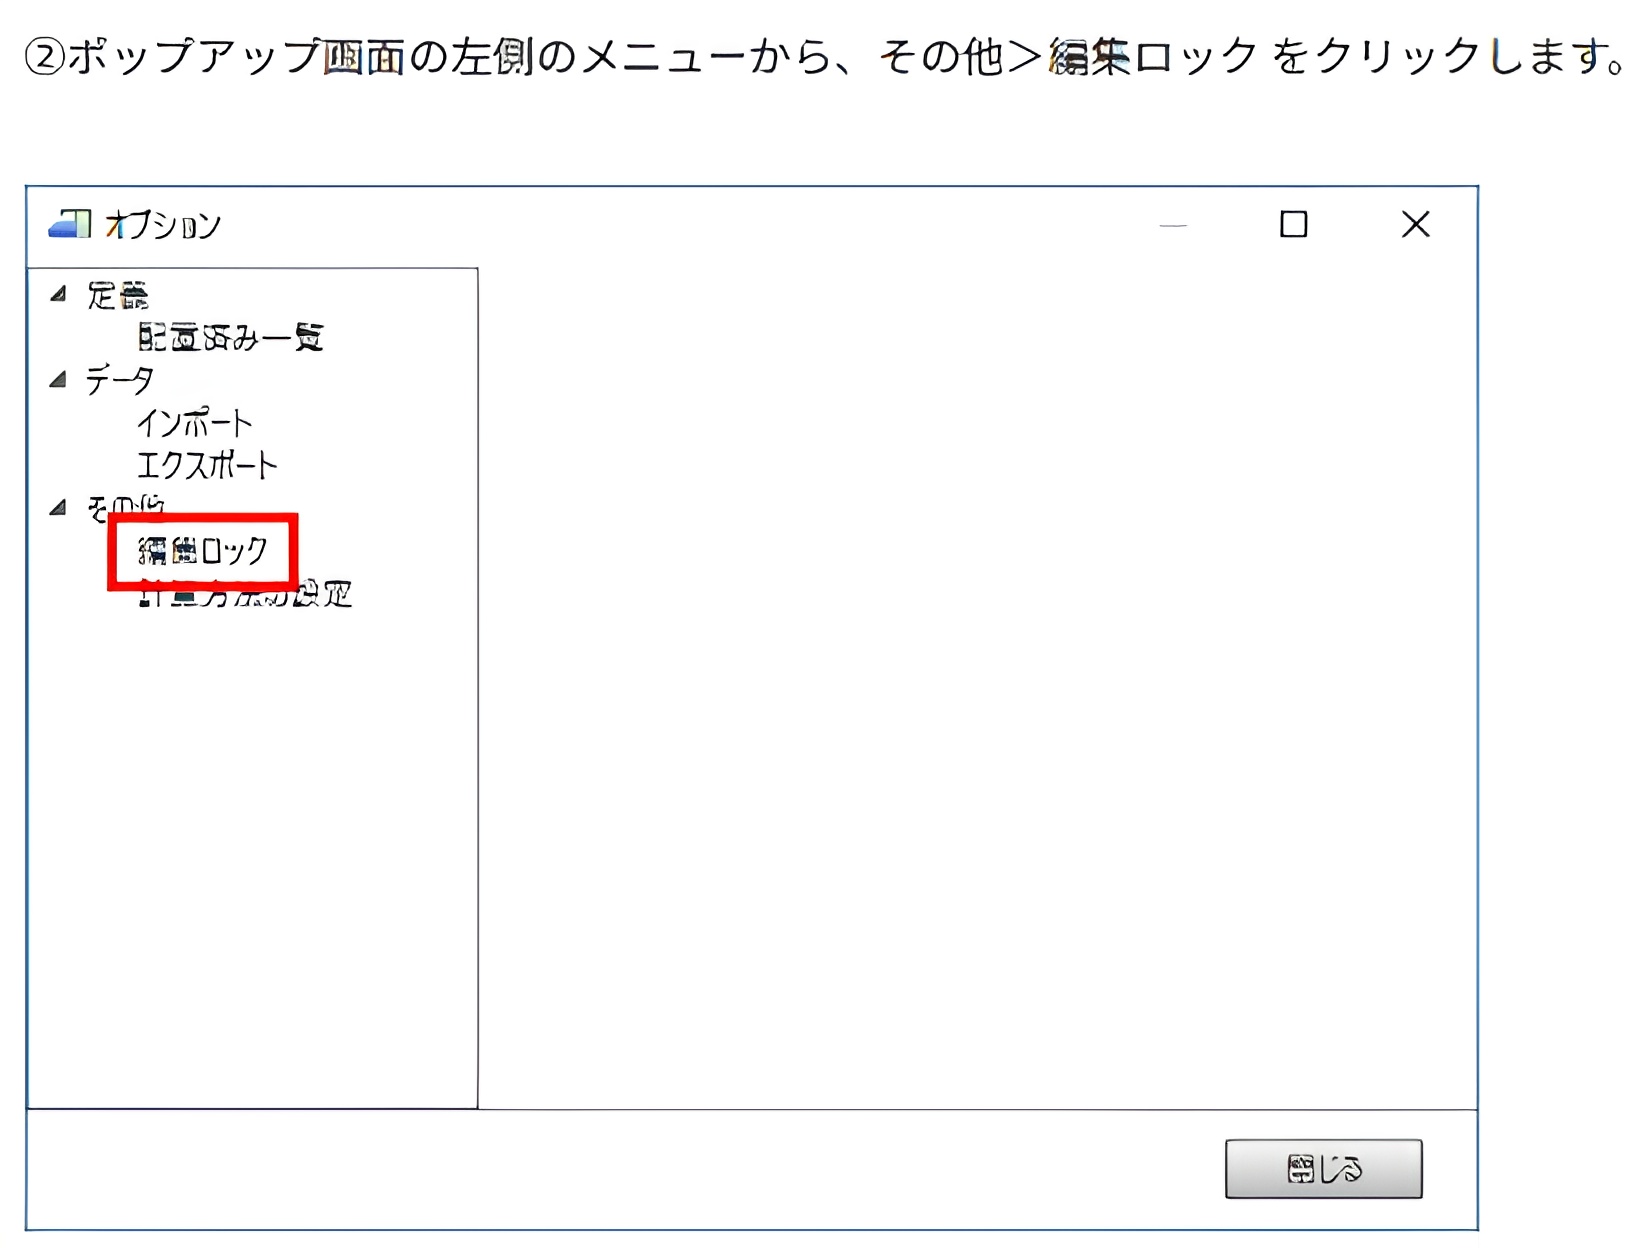 ②ポップアップ画面の左側のメニューから、その他＞編集ロック をクリックします。
オプション
定義
配置済み一覧
データ
インポート
エクスポート
その他
編集ロック
計量方法の設定
閉じる